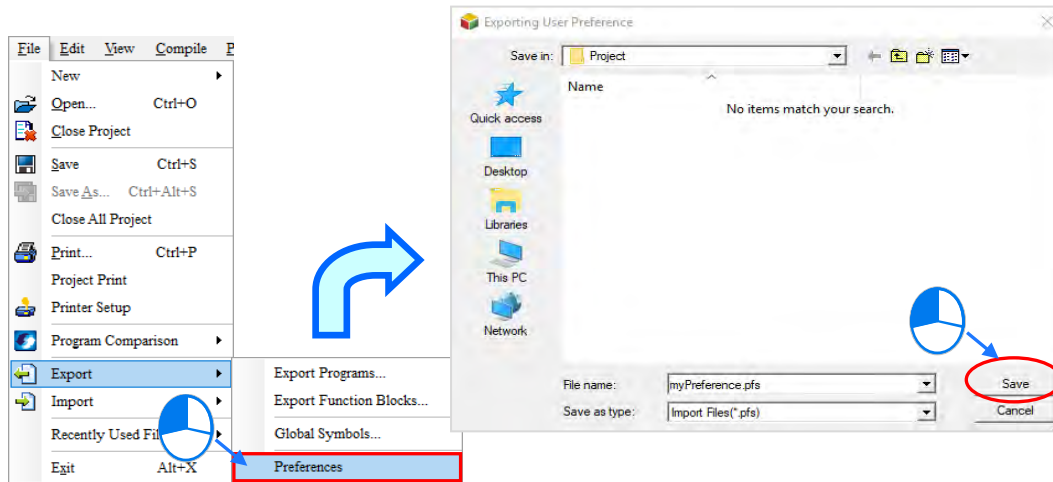 File Edit View Compile P
New
Open... Ctrl+O
Close Project
Save Ctrl+S
Save As... Ctrl+Alt+S
Close All Project
Print... Ctrl+P
Project Print
Printer Setup
Program Comparison
Export
Import
Recently Used Fi
Exit Alt+X
Export Programs...
Export Function Blocks...
Global Symbols...
Preferences
Exporting User Preference
Save in: Project
Name
No items match your search.
Quick access
Desktop
Libraries
This PC
Network
File name: myPreference.pfs
Save
Save as type: Import Files(*.pfs)
Cancel